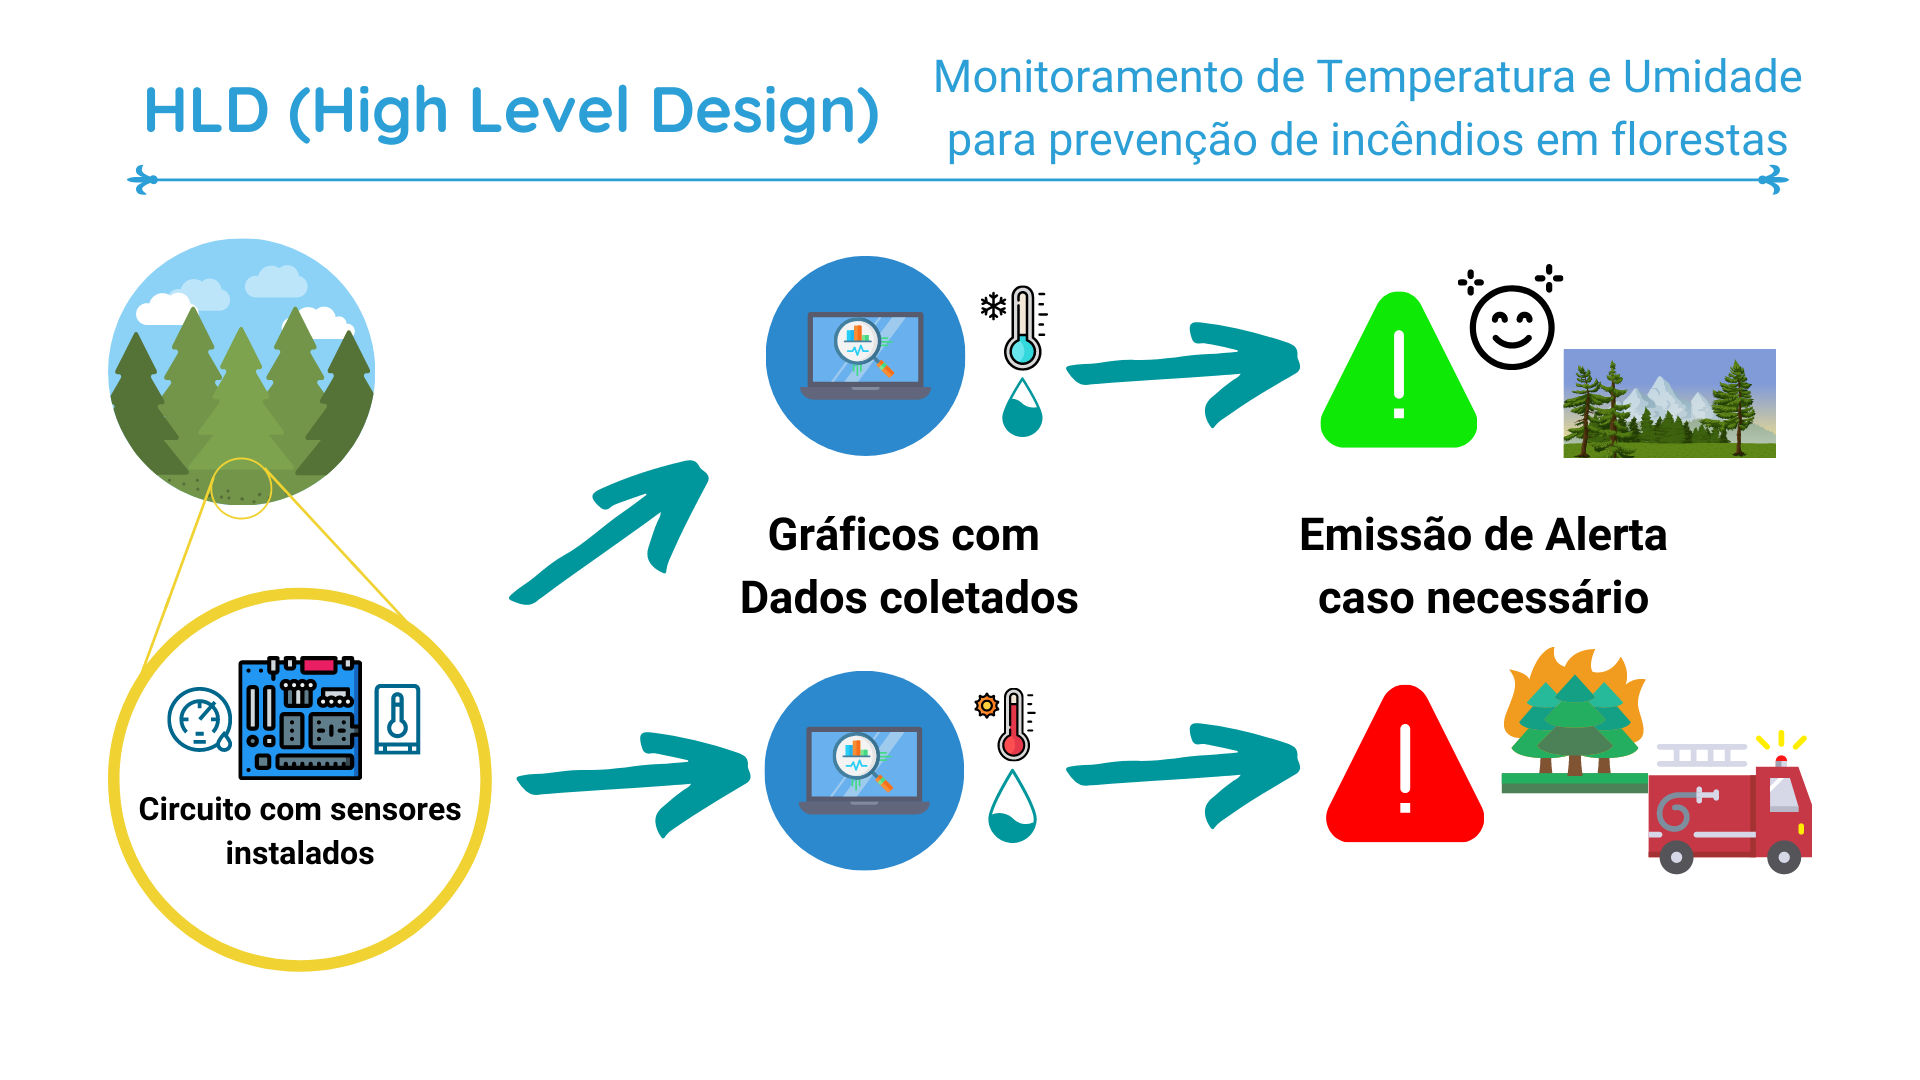 HLD (High Level Design)
Monitoramento de Temperatura e Umidade
para prevenção de incêndios em florestas
Gráficos com
Dados coletados
Emissão de Alerta
caso necessário
Circuito com sensores
instalados